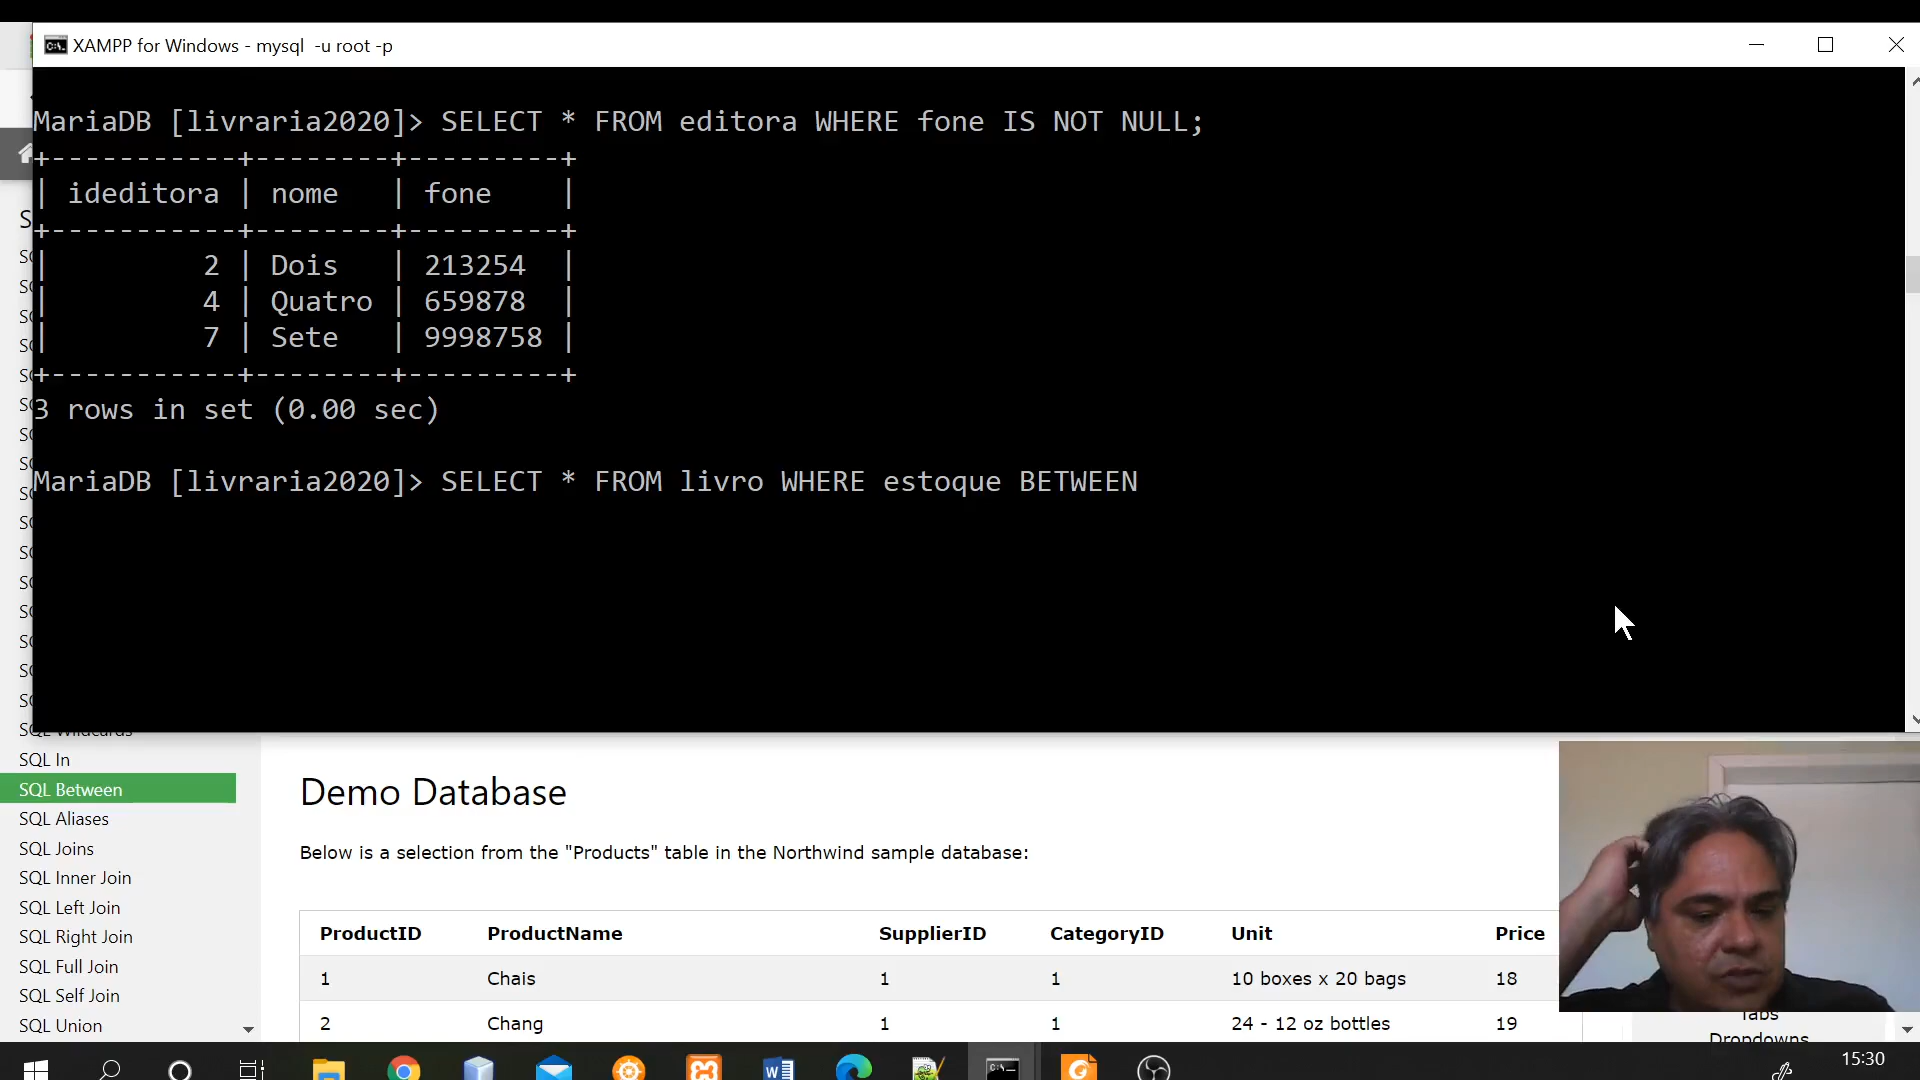 XAMPP for Windows - mysql  -u root -p
MariaDB [livraria2020]> SELECT * FROM editora WHERE fone IS NOT NULL;
+-----------+--------+---------+
| ideditora | nome   | fone    |
+-----------+--------+---------+
|         2 | Dois   | 213254  |
|         4 | Quatro | 659878  |
|         7 | Sete   | 9998758 |
+-----------+--------+---------+
3 rows in set (0.00 sec)
MariaDB [livraria2020]> SELECT * FROM livro WHERE estoque BETWEEN
SQL Wildcards
SQL In
SQL Between
SQL Aliases
SQL Joins
SQL Inner Join
SQL Left Join
SQL Right Join
SQL Full Join
SQL Self Join
SQL Union
Demo Database
Below is a selection from the "Products" table in the Northwind sample database:
ProductID ProductName SupplierID CategoryID Unit Price
1 Chais 1 1 10 boxes x 20 bags 18
2 Chang 1 1 24 - 12 oz bottles 19
Tabs
Dropdowns
15:30